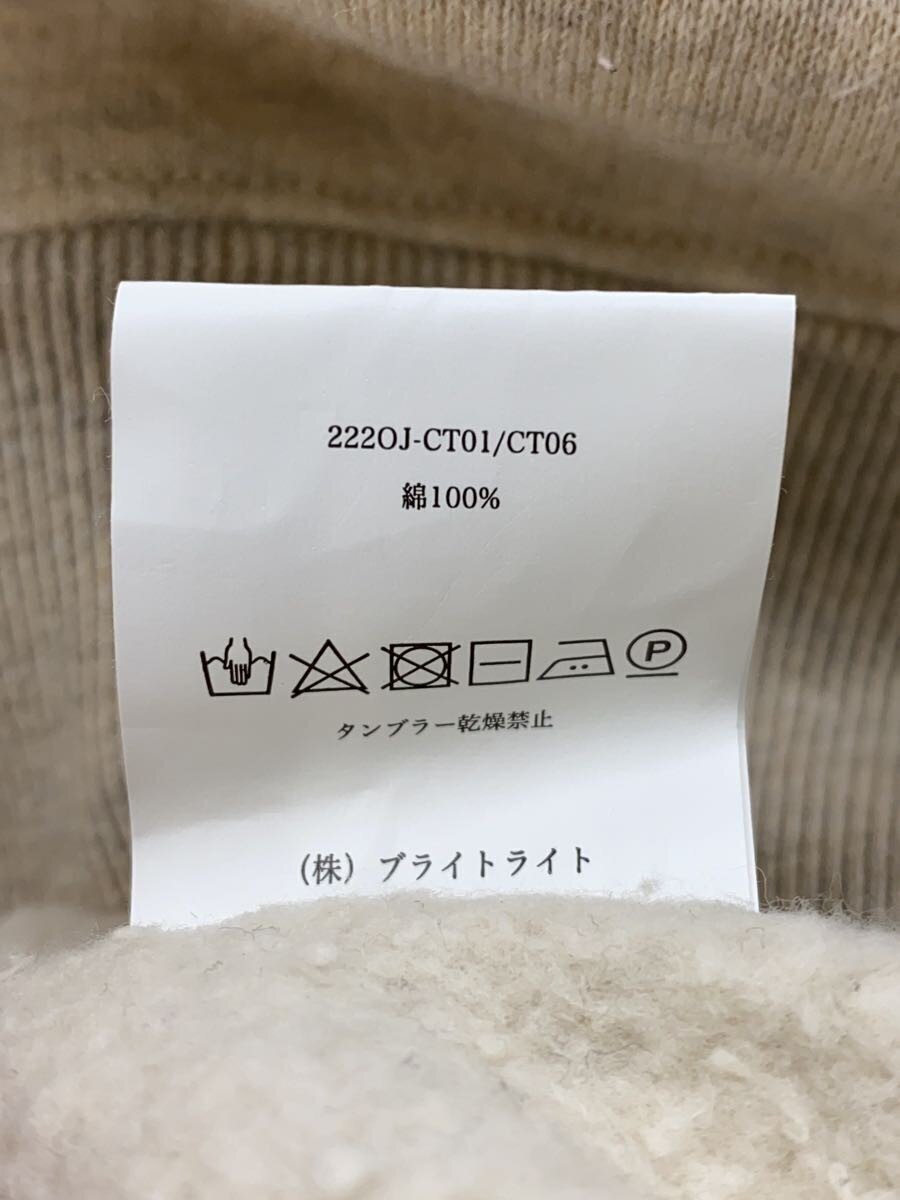 222OJ-CT01/CT06
綿100%
P
タンブラー乾燥禁止
(株) ブライトライト